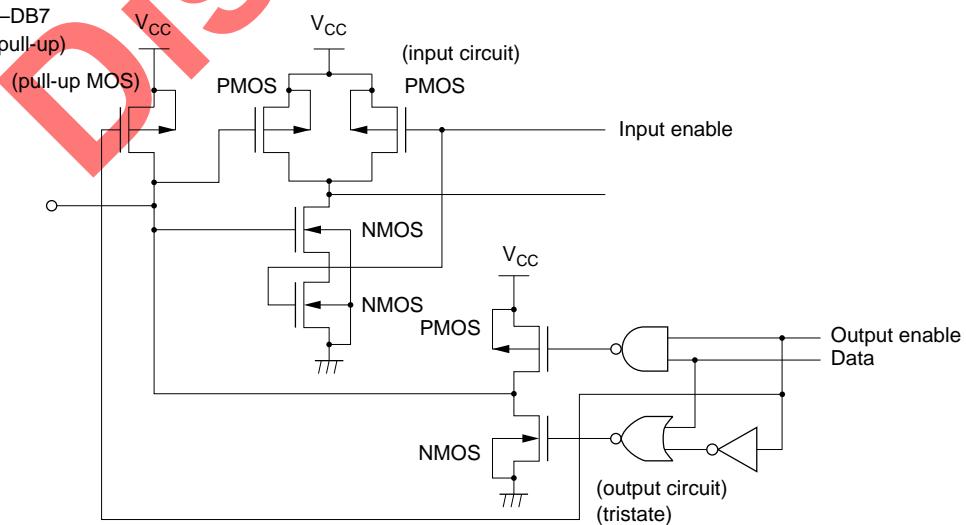 –DB7
pull-up)
(pull-up MOS)
VCC
VCC
(input circuit)
PMOS
PMOS
Input enable
NMOS
NMOS
VCC
PMOS
Output enable
Data
NMOS
(output circuit)
(tristate)